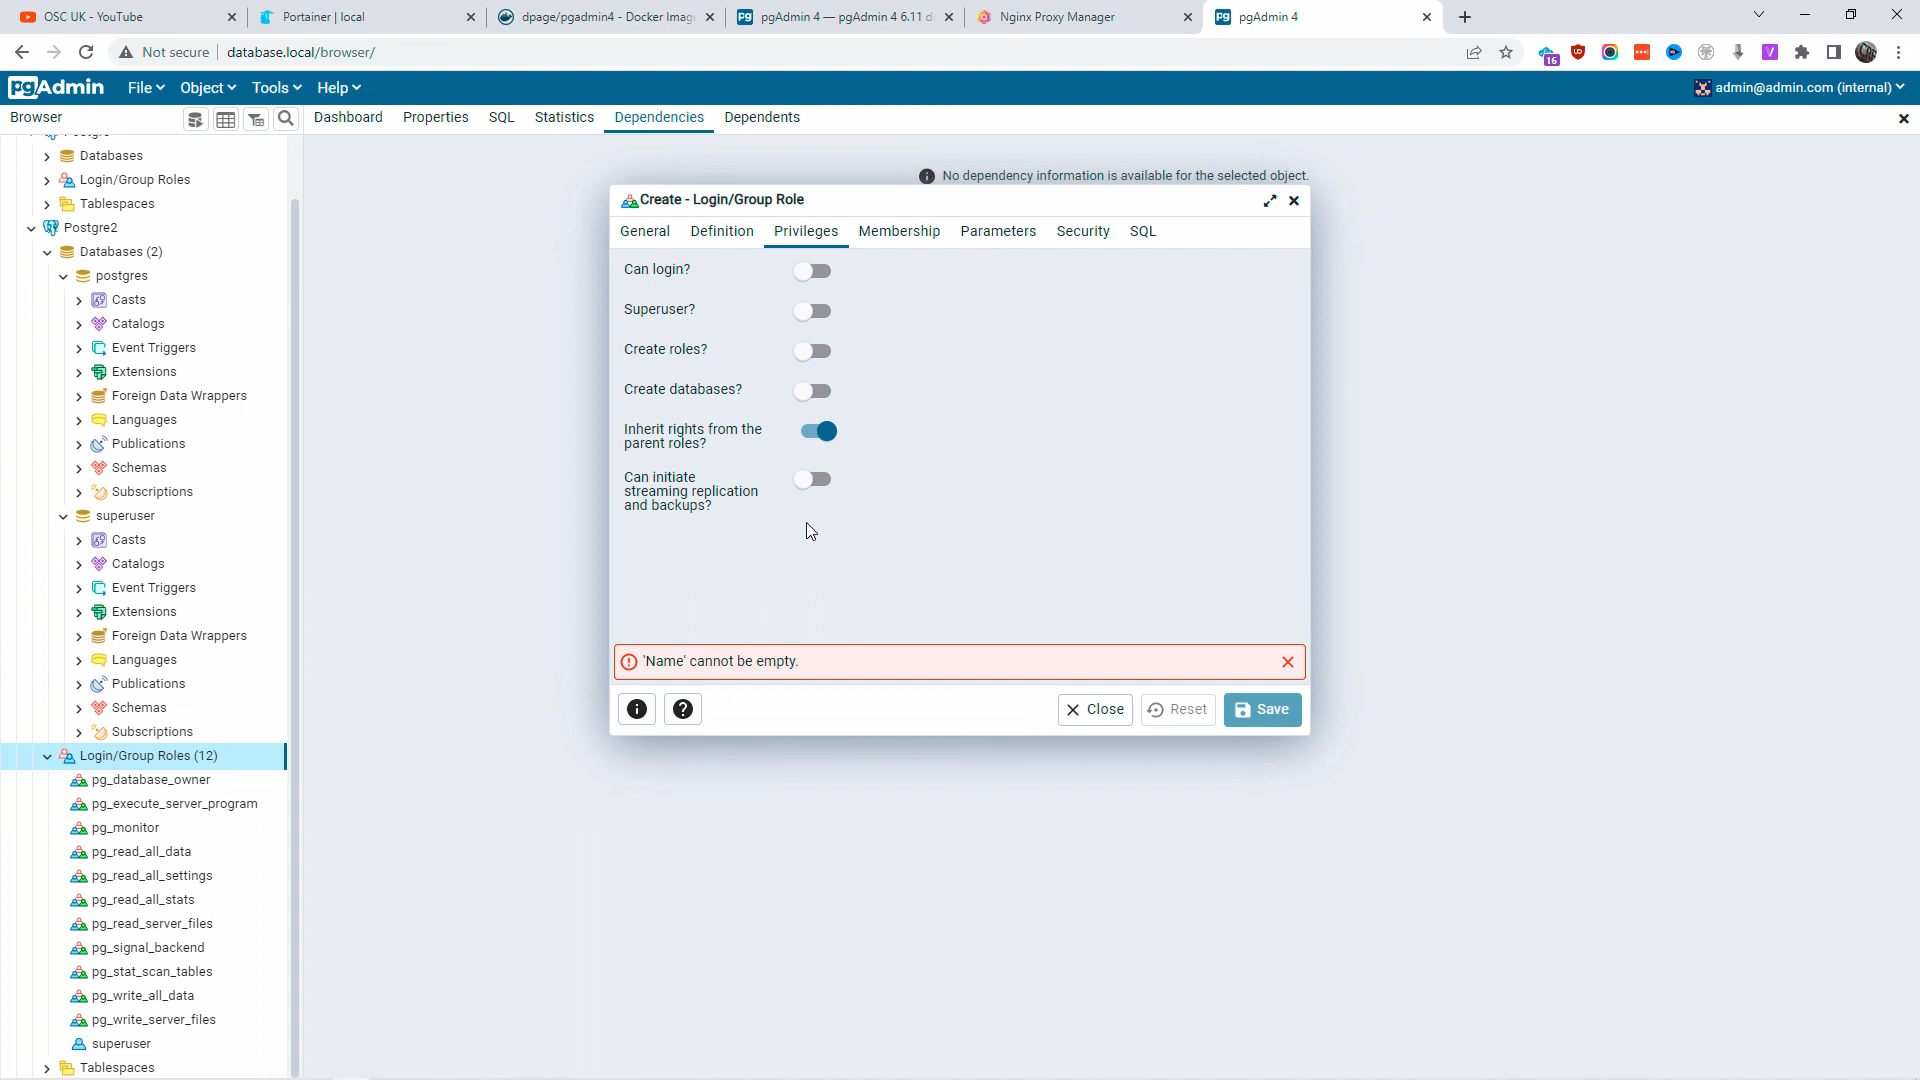 OSC UK - YouTube
Portainer | local
dpage/pgadmin4 - Docker Imag
pgAdmin 4 — pgAdmin 4 6.11 d
Nginx Proxy Manager
pgAdmin 4
Not secure
database.local/browser/
16
pgAdmin
File
Object
Tools
Help
admin@admin.com (internal)
Browser
Dashboard
Properties
SQL
Statistics
Dependencies
Dependents
Databases
Login/Group Roles
Tablespaces
Postgre2
Databases (2)
postgres
Casts
Catalogs
Event Triggers
Extensions
Foreign Data Wrappers
Languages
Publications
Schemas
Subscriptions
superuser
Casts
Catalogs
Event Triggers
Extensions
Foreign Data Wrappers
Languages
Publications
Schemas
Subscriptions
Login/Group Roles (12)
pg_database_owner
pg_execute_server_program
pg_monitor
pg_read_all_data
pg_read_all_settings
pg_read_all_stats
pg_read_server_files
pg_signal_backend
pg_stat_scan_tables
pg_write_all_data
pg_write_server_files
superuser
Tablespaces
No dependency information is available for the selected object.
Create - Login/Group Role
General
Definition
Privileges
Membership
Parameters
Security
SQL
Can login?
Superuser?
Create roles?
Create databases?
Inherit rights from the
parent roles?
Can initiate
streaming replication
and backups?
'Name' cannot be empty.
Close
Reset
Save